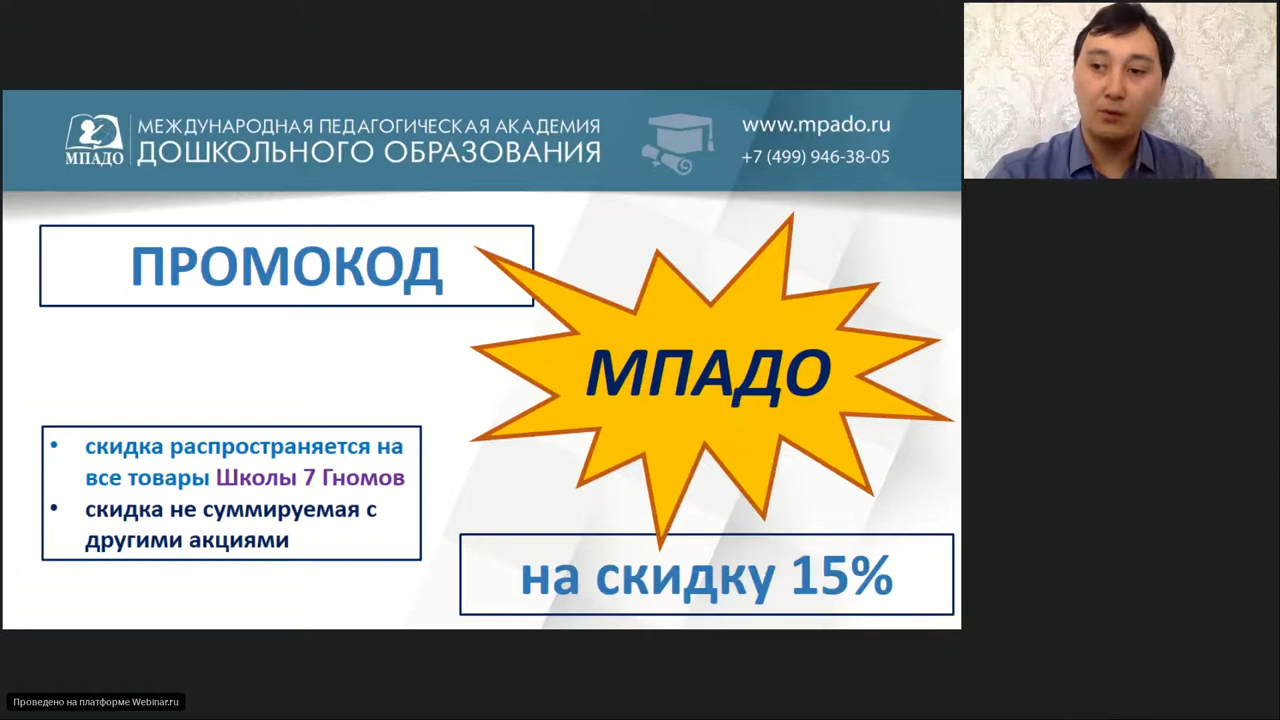 МПАДО
МЕЖДУНАРОДНАЯ ПЕДАГОГИЧЕСКАЯ АКАДЕМИЯ
ДОШКОЛЬНОГО ОБРАЗОВАНИЯ
www.mpado.ru
+7 (499) 946-38-05
ПРОМОКОД
МПАДО
• скидка распространяется на
все товары Школы 7 Гномов
• скидка не суммируемая с
другими акциями
на скидку 15%
Проведено на платформе Webinar.ru